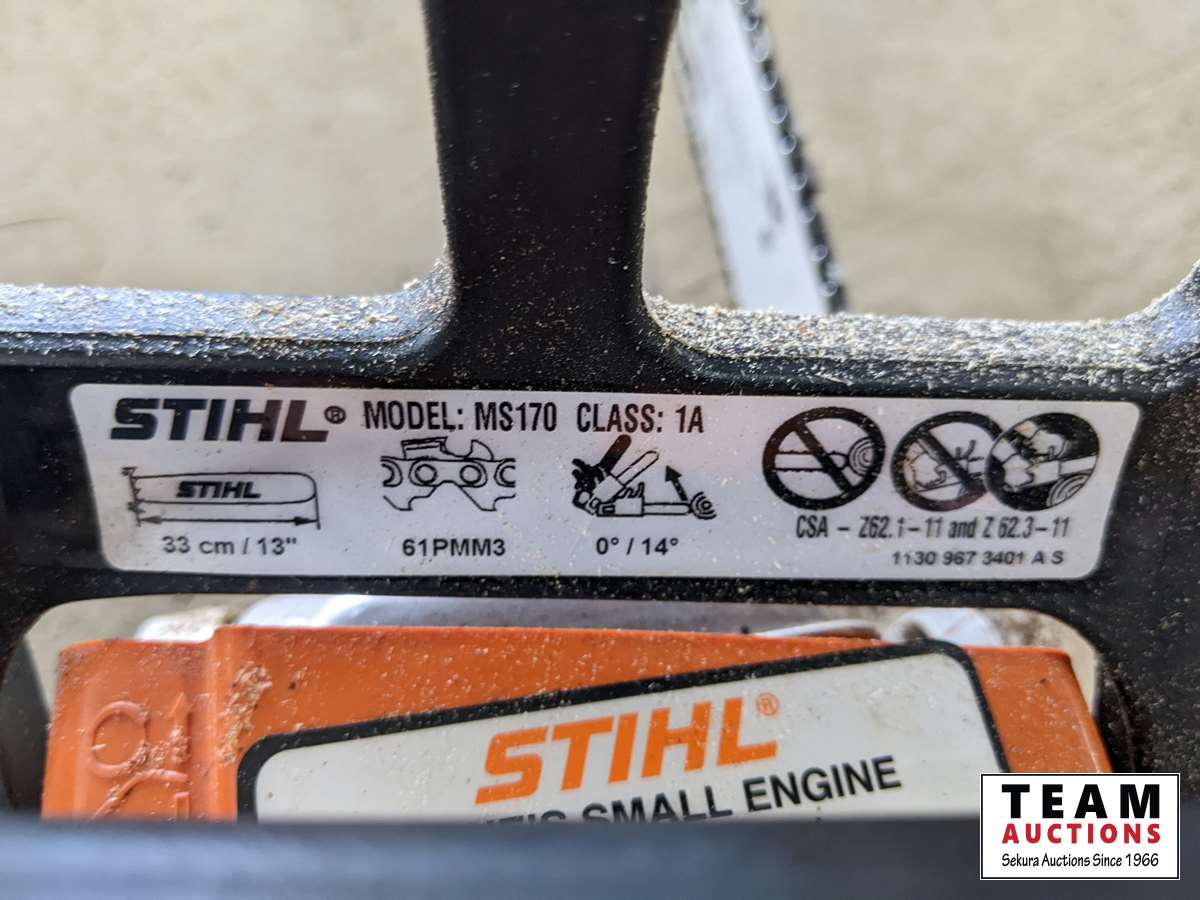 STIHL® MODEL: MS170 CLASS: 1A
STIHL
33 cm / 13" 61PMM3 0° / 14°
CSA - Z62.1-11 and Z 62.3-11
1130 967 3401 A S
STIHL®
SMALL ENGINE
TEAM
AUCTIONS
Sekura Auctions Since 1966